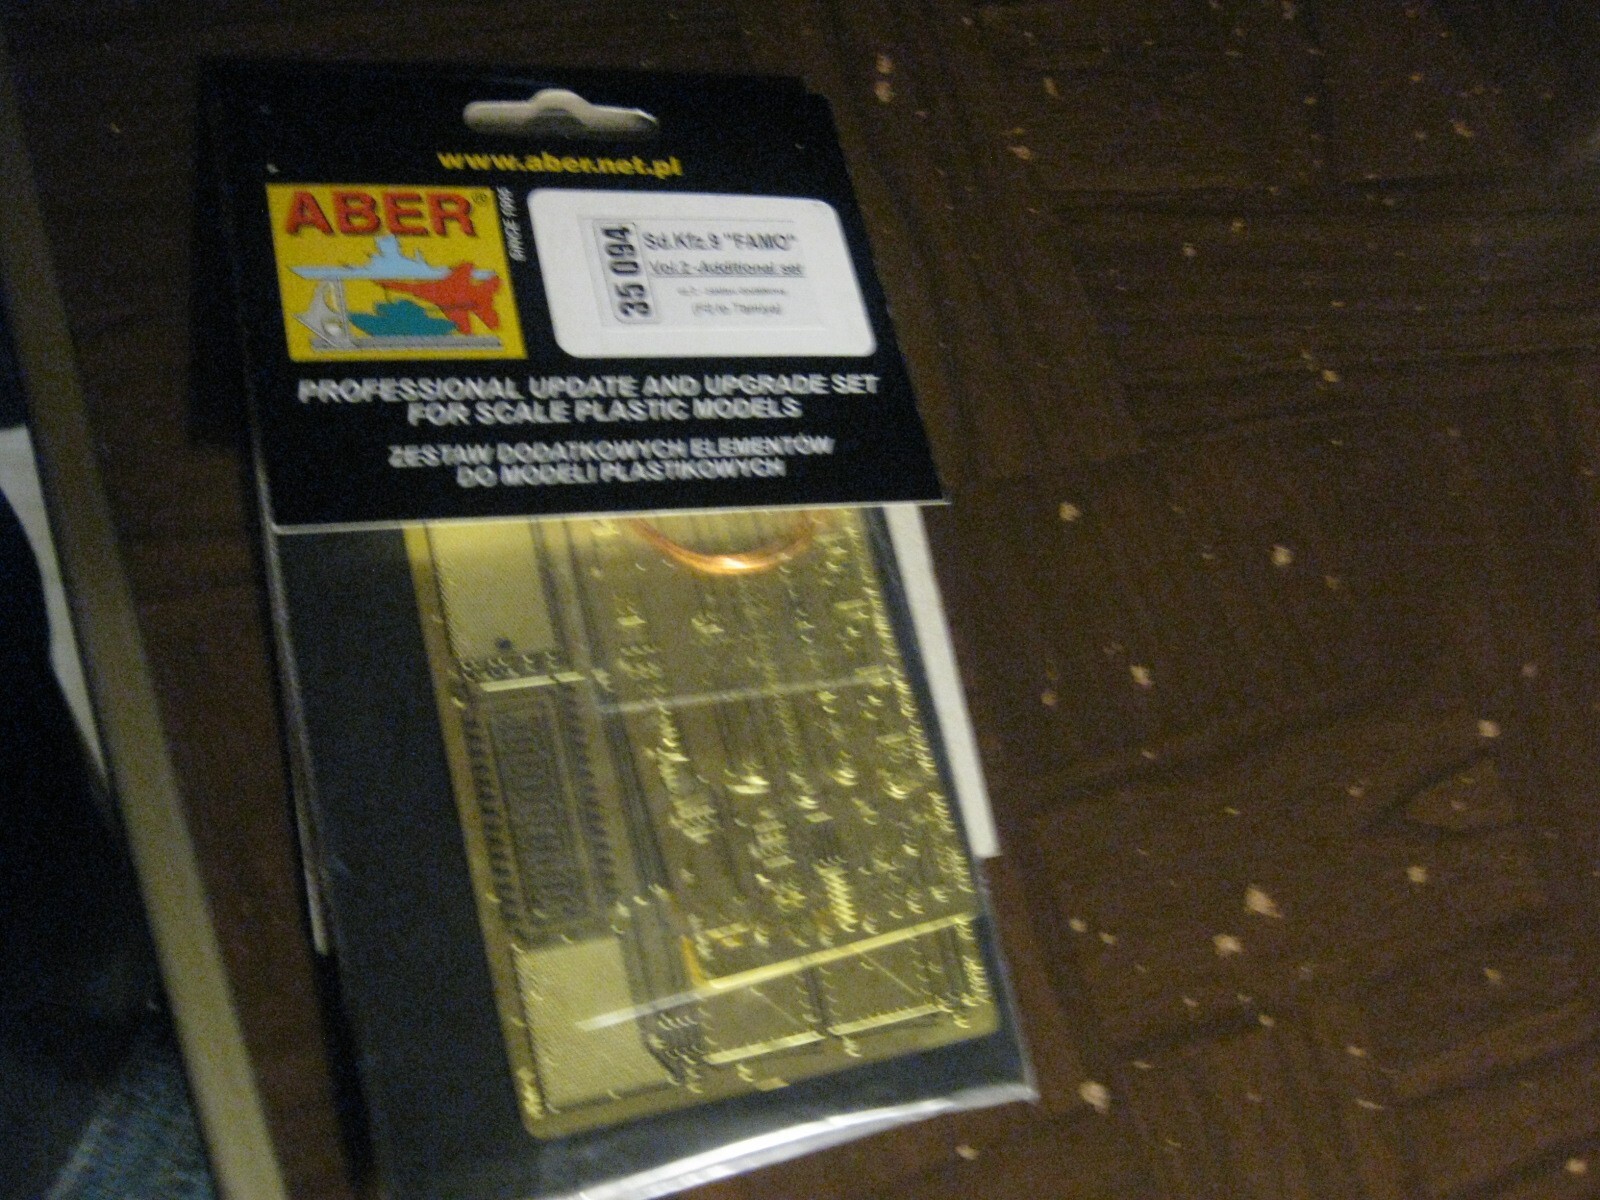 www.aber.net.pl
ABER®
35 094
Sd.Kfz.9 "FAMO"
Vol.2 -Additional set
PROFESSIONAL UPDATE AND UPGRADE SET
FOR SCALE PLASTIC MODELS
ZESTAW DODATKOWYCH ELEMENTÓW
DO MODELI PLASTIKOWYCH